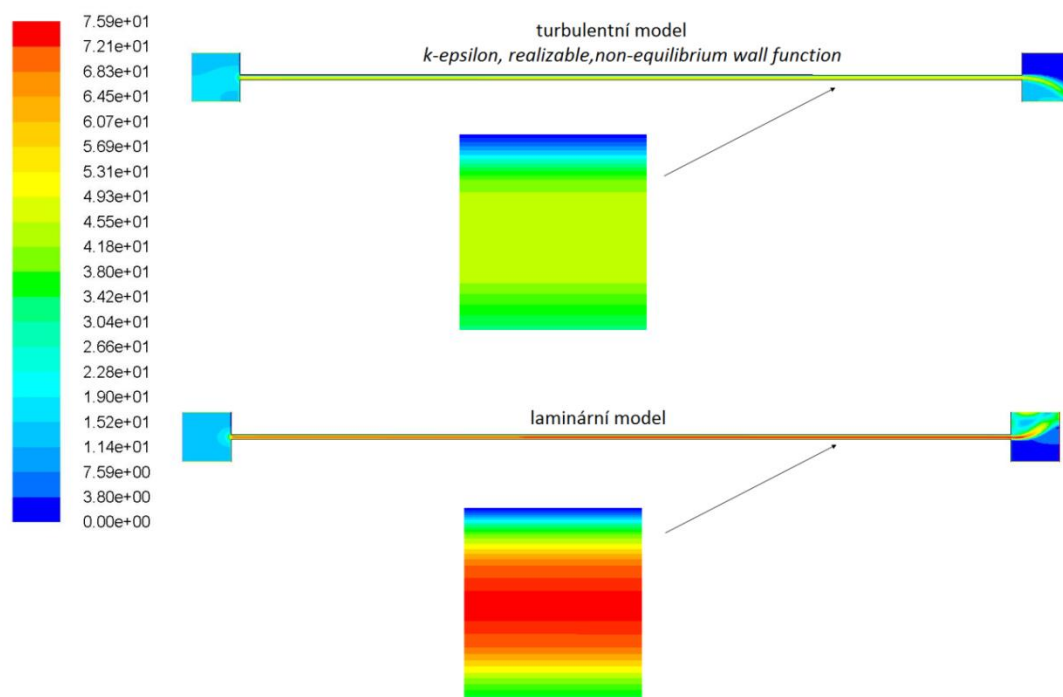 7.59e+01
7.21e+01
6.83e+01
6.45e+01
6.07e+01
5.69e+01
5.31e+01
4.93e+01
4.55e+01
4.18e+01
3.80e+01
3.42e+01
3.04e+01
2.66e+01
2.28e+01
1.90e+01
1.52e+01
1.14e+01
7.59e+00
3.80e+00
0.00e+00
turbulentní model
k-epsilon, realizable,non-equilibrium wall function
laminární model